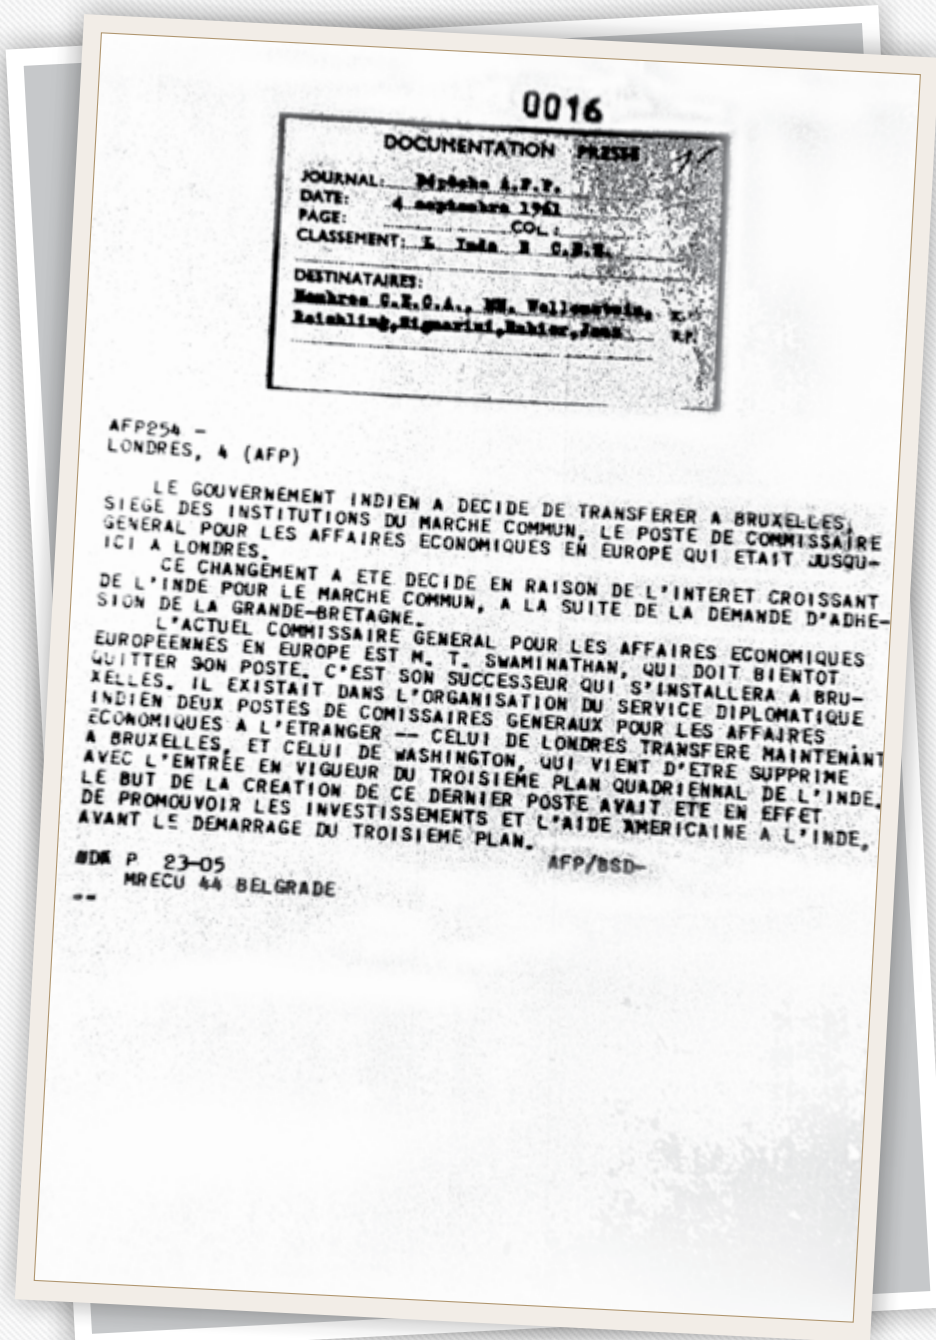 0016
DOCUMENTATION PRESSE
JOURNAL: Dépêche A.F.P.
DATE: 4 septembre 1961
PAGE: COL.:
CLASSEMENT: L Inde R C.E.E.
DESTINATAIRES:
Membres C.E.C.A., MM. Wellenstein,
Reichling, Signorini, Rabier,
AFP254 –
LONDRES, 4 (AFP)
LE GOUVERNEMENT INDIEN A DECIDE DE TRANSFERER A BRUXELLES,
SIEGE DES INSTITUTIONS DU MARCHE COMMUN, LE POSTE DE COMMISSAIRE
GENERAL POUR LES AFFAIRES ECONOMIQUES EN EUROPE QUI ETAIT JUSQU–
ICI A LONDRES.
CE CHANGEMENT A ETE DECIDE EN RAISON DE L'INTERET CROISSANT
DE L'INDE POUR LE MARCHE COMMUN, A LA SUITE DE LA DEMANDE D'ADHE–
SION DE LA GRANDE–BRETAGNE.
L'ACTUEL COMMISSAIRE GENERAL POUR LES AFFAIRES ECONOMIQUES
EUROPEENNES EN EUROPE EST M. T. SWAMINATHAN, QUI DOIT BIENTOT
QUITTER SON POSTE. C'EST SON SUCCESSEUR QUI S'INSTALLERA A BRU–
XELLES. IL EXISTAIT DANS L'ORGANISATION DU SERVICE DIPLOMATIQUE
INDIEN DEUX POSTES DE COMISSAIRES GENERAUX POUR LES AFFAIRES
ECONOMIQUES A L'ETRANGER –– CELUI DE LONDRES TRANSFERE MAINTENANT
A BRUXELLES, ET CELUI DE WASHINGTON, QUI VIENT D'ETRE SUPPRIME
AVEC L'ENTREE EN VIGUEUR DU TROISIEME PLAN QUADRIENNAL DE L'INDE.
LE BUT DE LA CREATION DE CE DERNIER POSTE AVAIT ETE EN EFFET
DE PROMOUVOIR LES INVESTISSEMENTS ET L'AIDE AMERICAINE A L'INDE,
AVANT LE DEMARRAGE DU TROISIEME PLAN.
AFP/BSD–
P 23–05
MRECU 44 BELGRADE
––